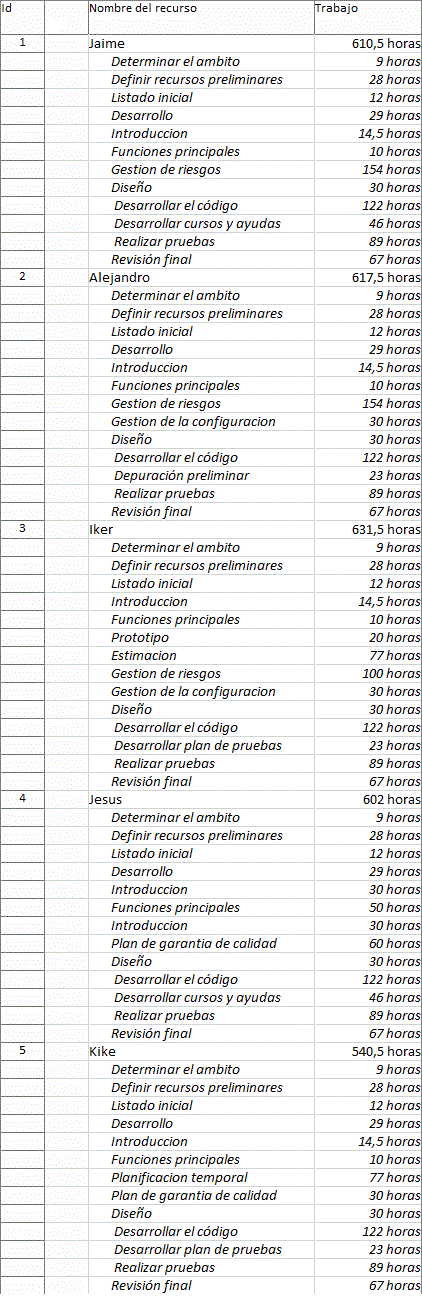 Id Nombre del recurso Trabajo
1 Jaime 610,5 horas
Determinar el ambito 9 horas
Definir recursos preliminares 28 horas
Listado inicial 12 horas
Desarrollo 29 horas
Introduccion 14,5 horas
Funciones principales 10 horas
Gestion de riesgos 154 horas
Diseño 30 horas
Desarrollar el código 122 horas
Desarrollar cursos y ayudas 46 horas
Realizar pruebas 89 horas
Revisión final 67 horas
2 Alejandro 617,5 horas
Determinar el ambito 9 horas
Definir recursos preliminares 28 horas
Listado inicial 12 horas
Desarrollo 29 horas
Introduccion 14,5 horas
Funciones principales 10 horas
Gestion de riesgos 154 horas
Gestion de la configuracion 30 horas
Diseño 30 horas
Desarrollar el código 122 horas
Depuración preliminar 23 horas
Realizar pruebas 89 horas
Revisión final 67 horas
3 Iker 631,5 horas
Determinar el ambito 9 horas
Definir recursos preliminares 28 horas
Listado inicial 12 horas
Introduccion 14,5 horas
Funciones principales 10 horas
Prototipo 20 horas
Estimacion 77 horas
Gestion de riesgos 100 horas
Gestion de la configuracion 30 horas
Diseño 30 horas
Desarrollar el código 122 horas
Desarrollar plan de pruebas 23 horas
Realizar pruebas 89 horas
Revisión final 67 horas
4 Jesus 602 horas
Determinar el ambito 9 horas
Definir recursos preliminares 28 horas
Listado inicial 12 horas
Desarrollo 29 horas
Introduccion 30 horas
Funciones principales 50 horas
Introduccion 30 horas
Plan de garantia de calidad 60 horas
Diseño 30 horas
Desarrollar el código 122 horas
Desarrollar cursos y ayudas 46 horas
Realizar pruebas 89 horas
Revisión final 67 horas
5 Kike 540,5 horas
Determinar el ambito 9 horas
Definir recursos preliminares 28 horas
Listado inicial 12 horas
Desarrollo 29 horas
Introduccion 14,5 horas
Funciones principales 10 horas
Planificacion temporal 77 horas
Plan de garantia de calidad 30 horas
Diseño 30 horas
Desarrollar el código 122 horas
Desarrollar plan de pruebas 23 horas
Realizar pruebas 89 horas
Revisión final 67 horas